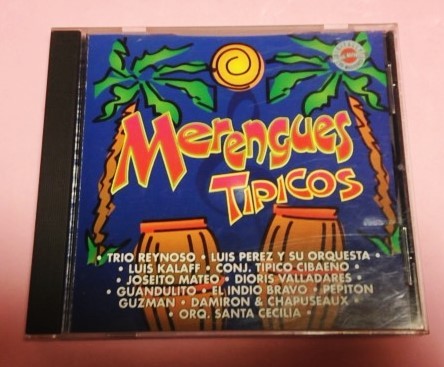 Merengues
TIPICOS
• TRIO REYNOSO • LUIS PEREZ Y SU ORQUESTA •
• LUIS KALAFF • CONJ. TIPICO CIBAEÑO •
• JOSEITO MATEO • DIORIS VALLADARES •
GUANDULITO • EL INDIO BRAVO • PEPITON
GUZMAN • DAMIRON & CHAPUSEAUX •
• ORQ. SANTA CECILIA •